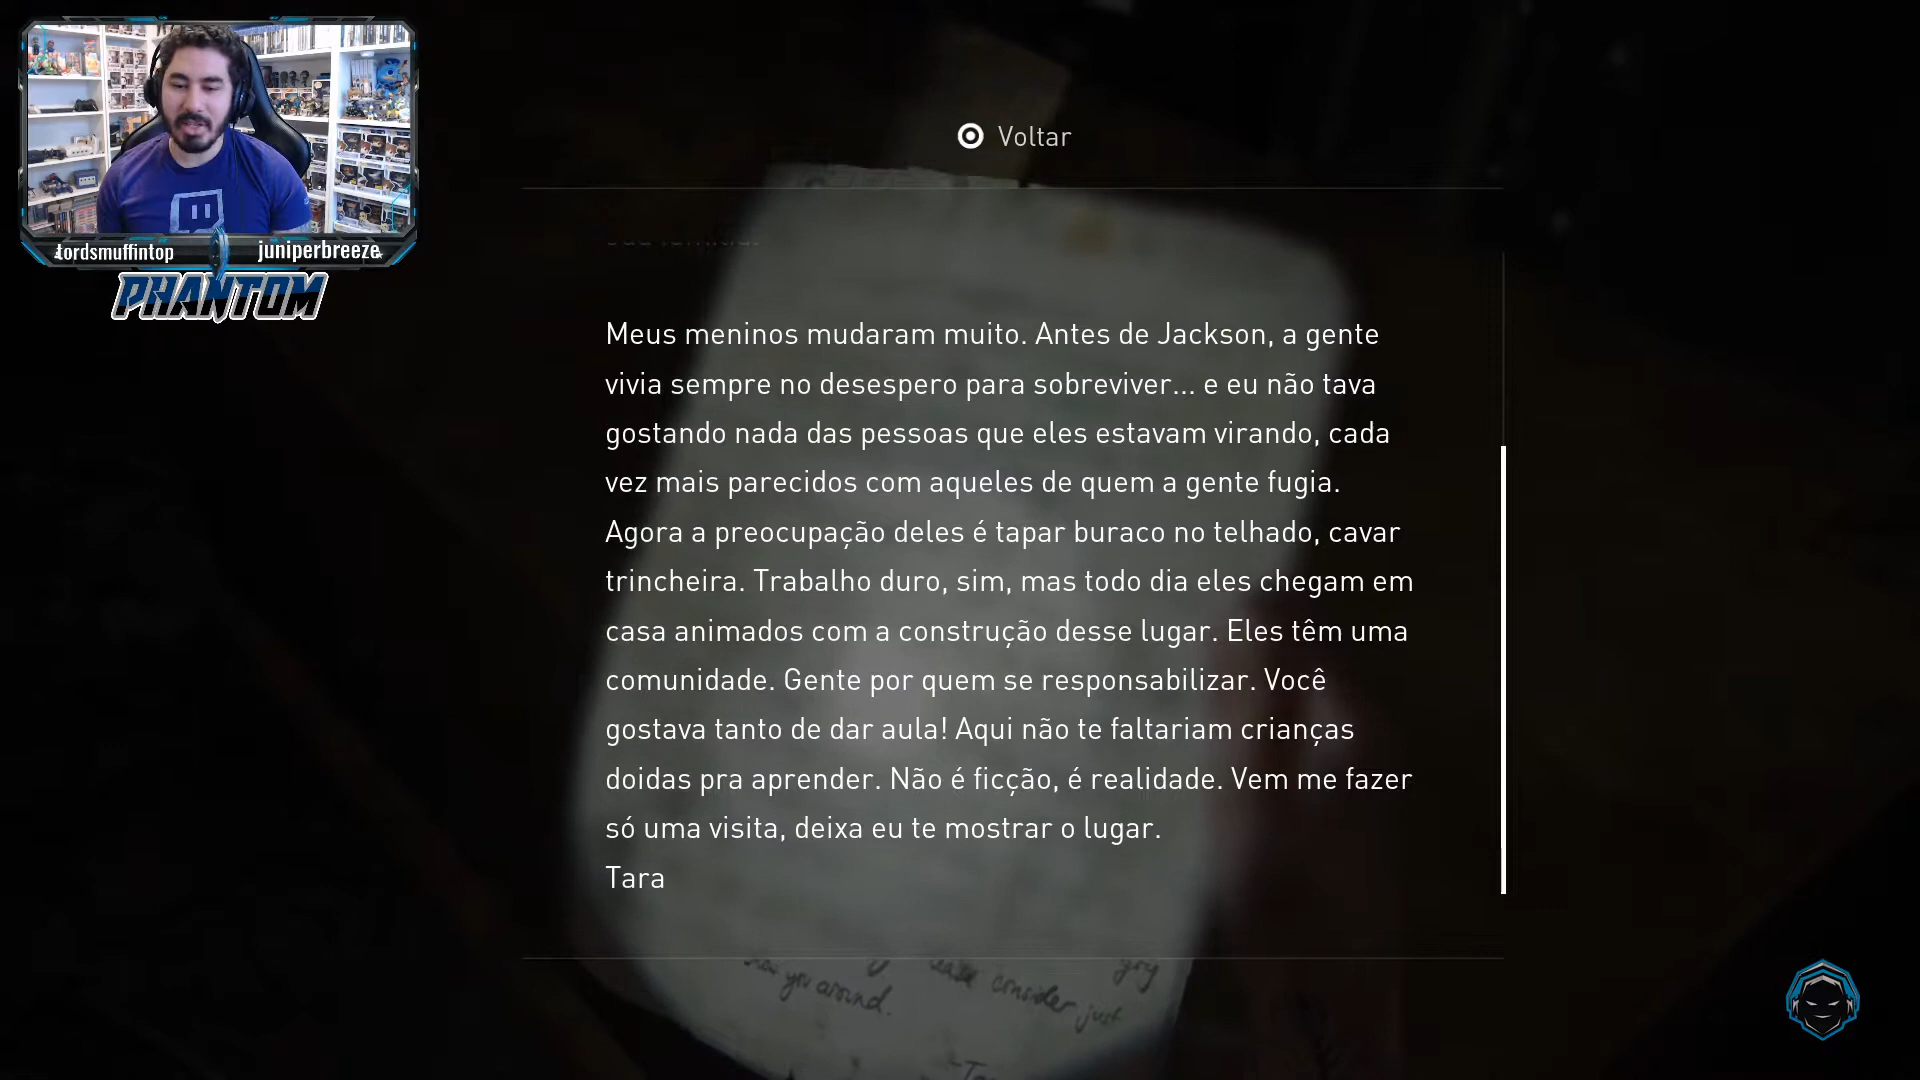 Voltar
tordsmuffintop
juniperbreeze
PHANTOM
Meus meninos mudaram muito. Antes de Jackson, a gente
vivia sempre no desespero para sobreviver... e eu não tava
gostando nada das pessoas que eles estavam virando, cada
vez mais parecidos com aqueles de quem a gente fugia.
Agora a preocupação deles é tapar buraco no telhado, cavar
trincheira. Trabalho duro, sim, mas todo dia eles chegam em
casa animados com a construção desse lugar. Eles têm uma
comunidade. Gente por quem se responsabilizar. Você
gostava tanto de dar aula! Aqui não te faltariam crianças
doidas pra aprender. Não é ficção, é realidade. Vem me fazer
só uma visita, deixa eu te mostrar o lugar.
Tara
consider just
you around.